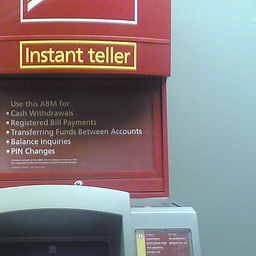 Instant teller
Use this ABM for:
• Cash Withdrawals
• Registered Bill Payments
• Transferring Funds Between Accounts
• Balance Inquiries
• PIN Changes